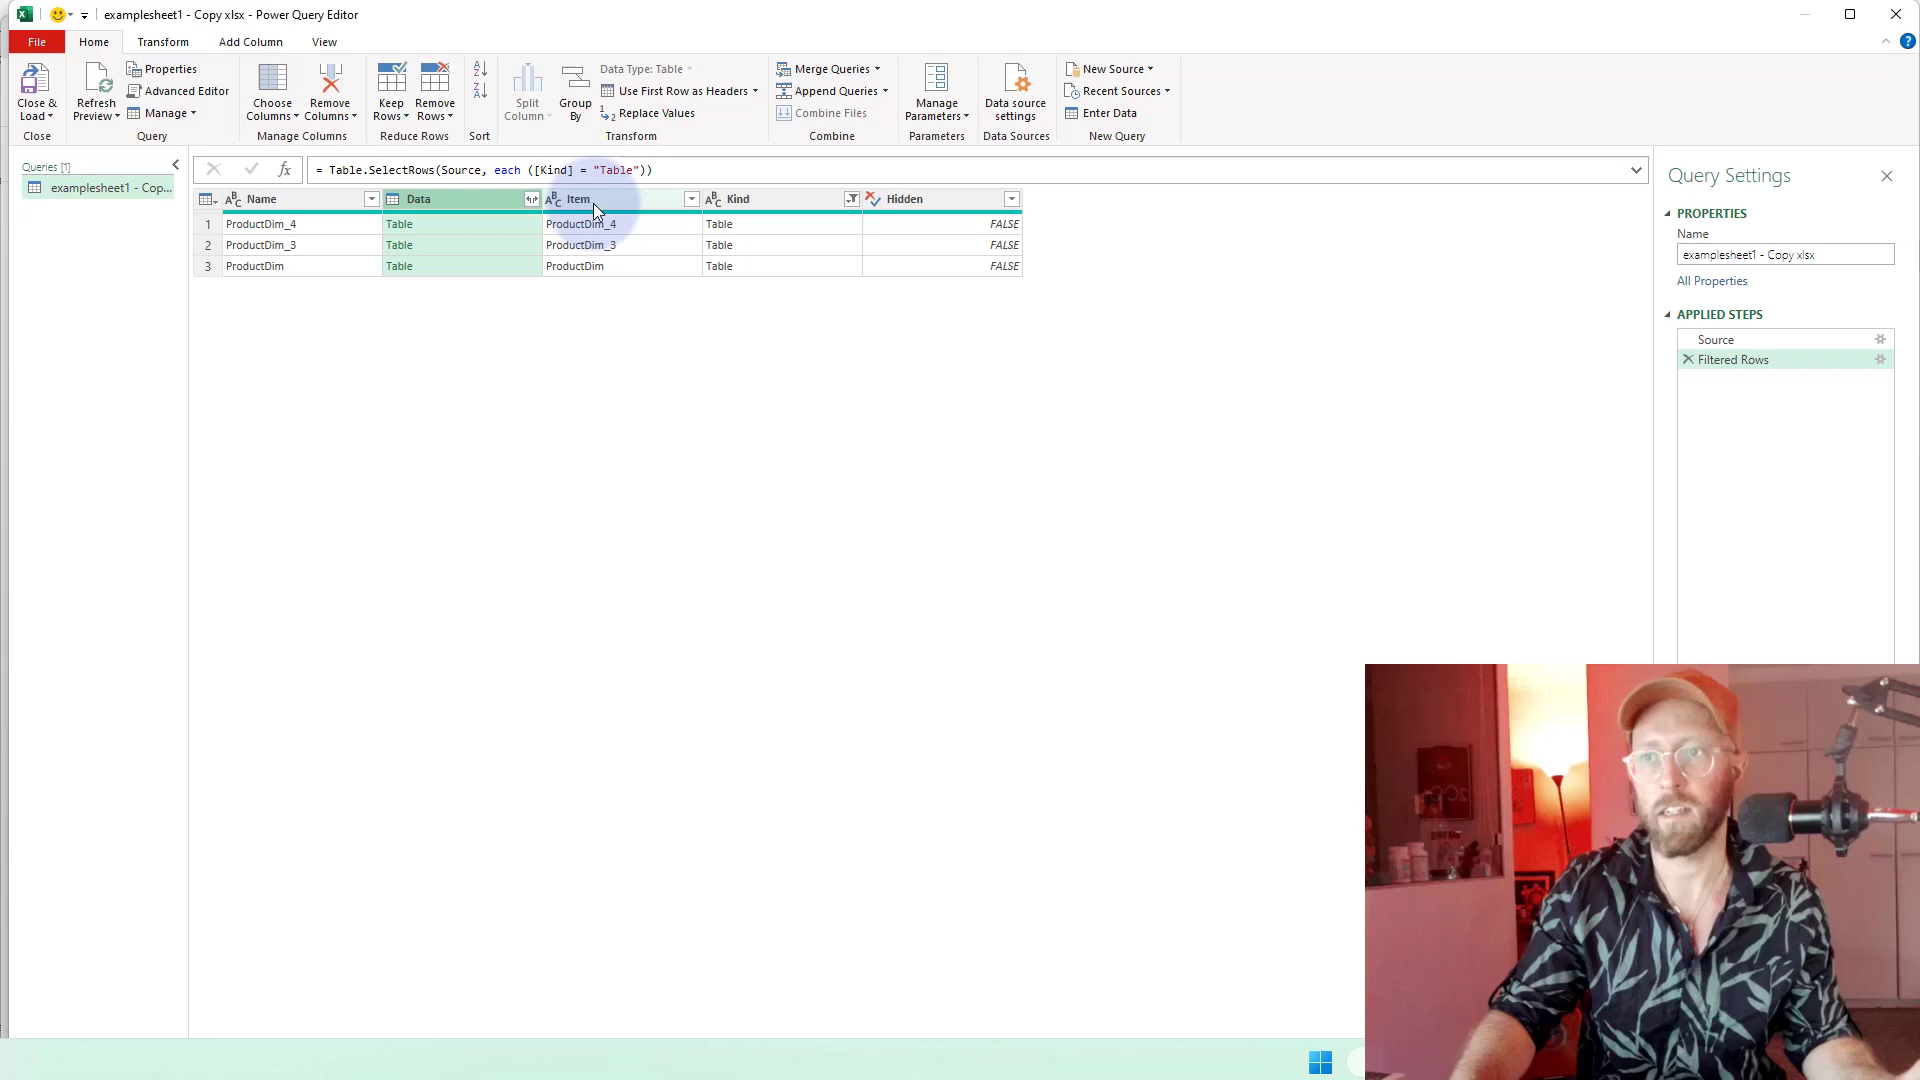 examplesheet1 - Copy xlsx - Power Query Editor
File Home Transform Add Column View
Close & Load
Close
Refresh Preview
Properties
Advanced Editor
Manage
Query
Choose Columns
Remove Columns
Manage Columns
Keep Rows
Remove Rows
Reduce Rows
Sort
Split Column
Group By
Data Type: Table
Use First Row as Headers
Replace Values
Transform
Merge Queries
Append Queries
Combine Files
Combine
Manage Parameters
Parameters
Data source settings
Data Sources
New Source
Recent Sources
Enter Data
New Query
Queries [1]
examplesheet1 - Cop...
= Table.SelectRows(Source, each ([Kind] = "Table"))
Name Data Item Kind Hidden
1 ProductDim_4 Table ProductDim_4 Table FALSE
2 ProductDim_3 Table ProductDim_3 Table FALSE
3 ProductDim Table ProductDim Table FALSE
Query Settings
PROPERTIES
Name
examplesheet1 - Copy xlsx
All Properties
APPLIED STEPS
Source
Filtered Rows